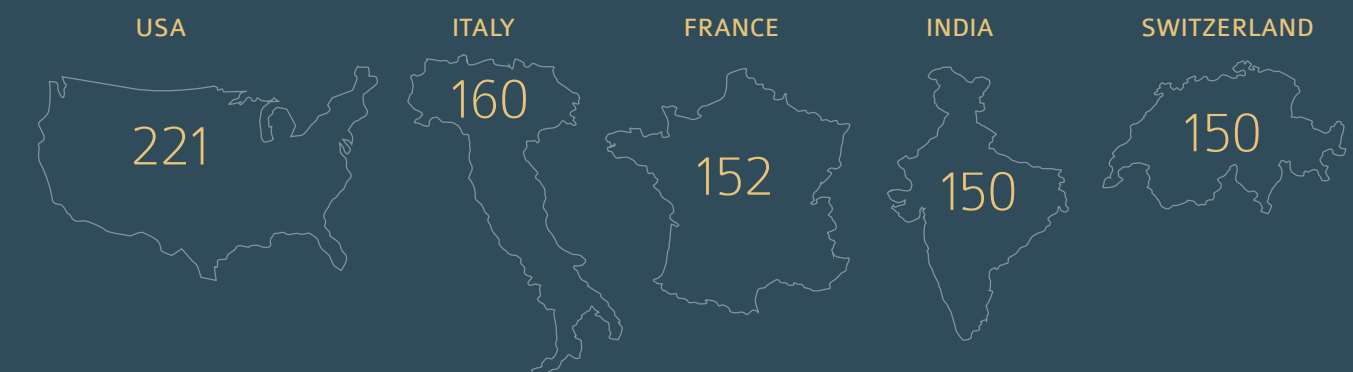 USA ITALY FRANCE INDIA SWITZERLAND
221 160 152 150 150